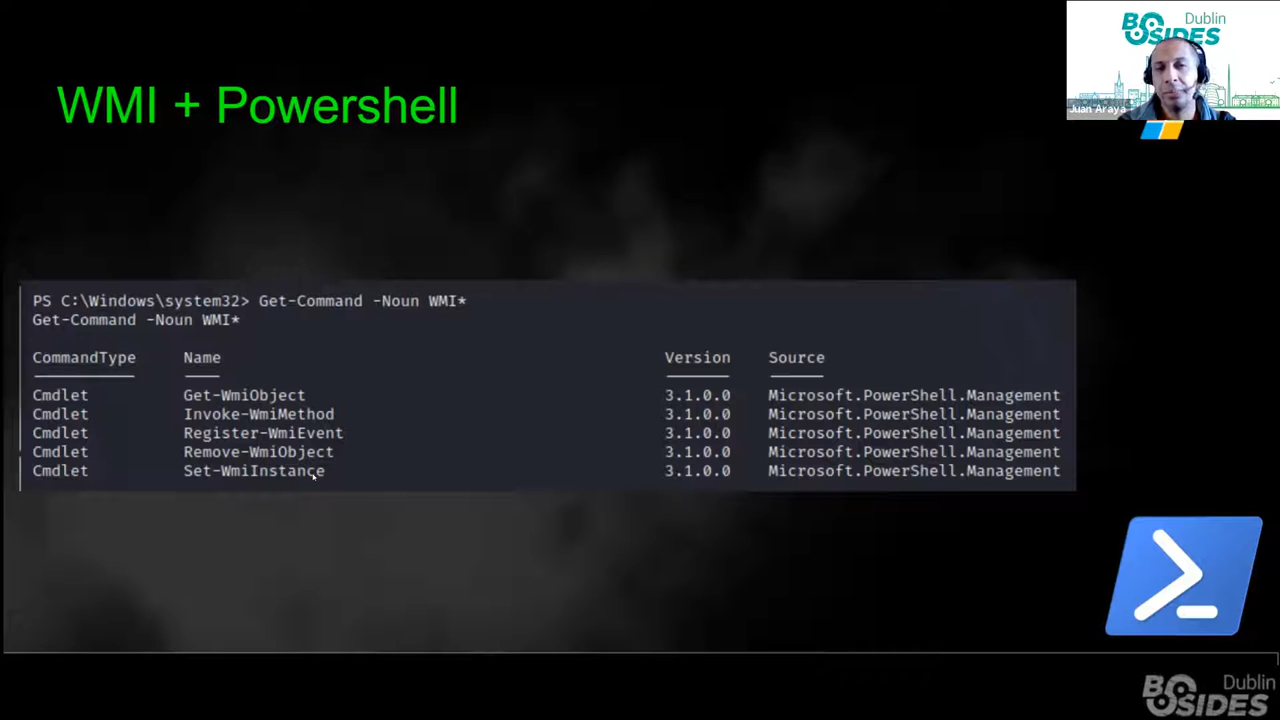 BSIDES Dublin
Juan Araya
WMI + Powershell
PS C:\Windows\system32> Get-Command -Noun WMI*
Get-Command -Noun WMI*
CommandType Name Version Source
Cmdlet Get-WmiObject 3.1.0.0 Microsoft.PowerShell.Management
Cmdlet Invoke-WmiMethod 3.1.0.0 Microsoft.PowerShell.Management
Cmdlet Register-WmiEvent 3.1.0.0 Microsoft.PowerShell.Management
Cmdlet Remove-WmiObject 3.1.0.0 Microsoft.PowerShell.Management
Cmdlet Set-WmiInstance 3.1.0.0 Microsoft.PowerShell.Management
BSIDES Dublin